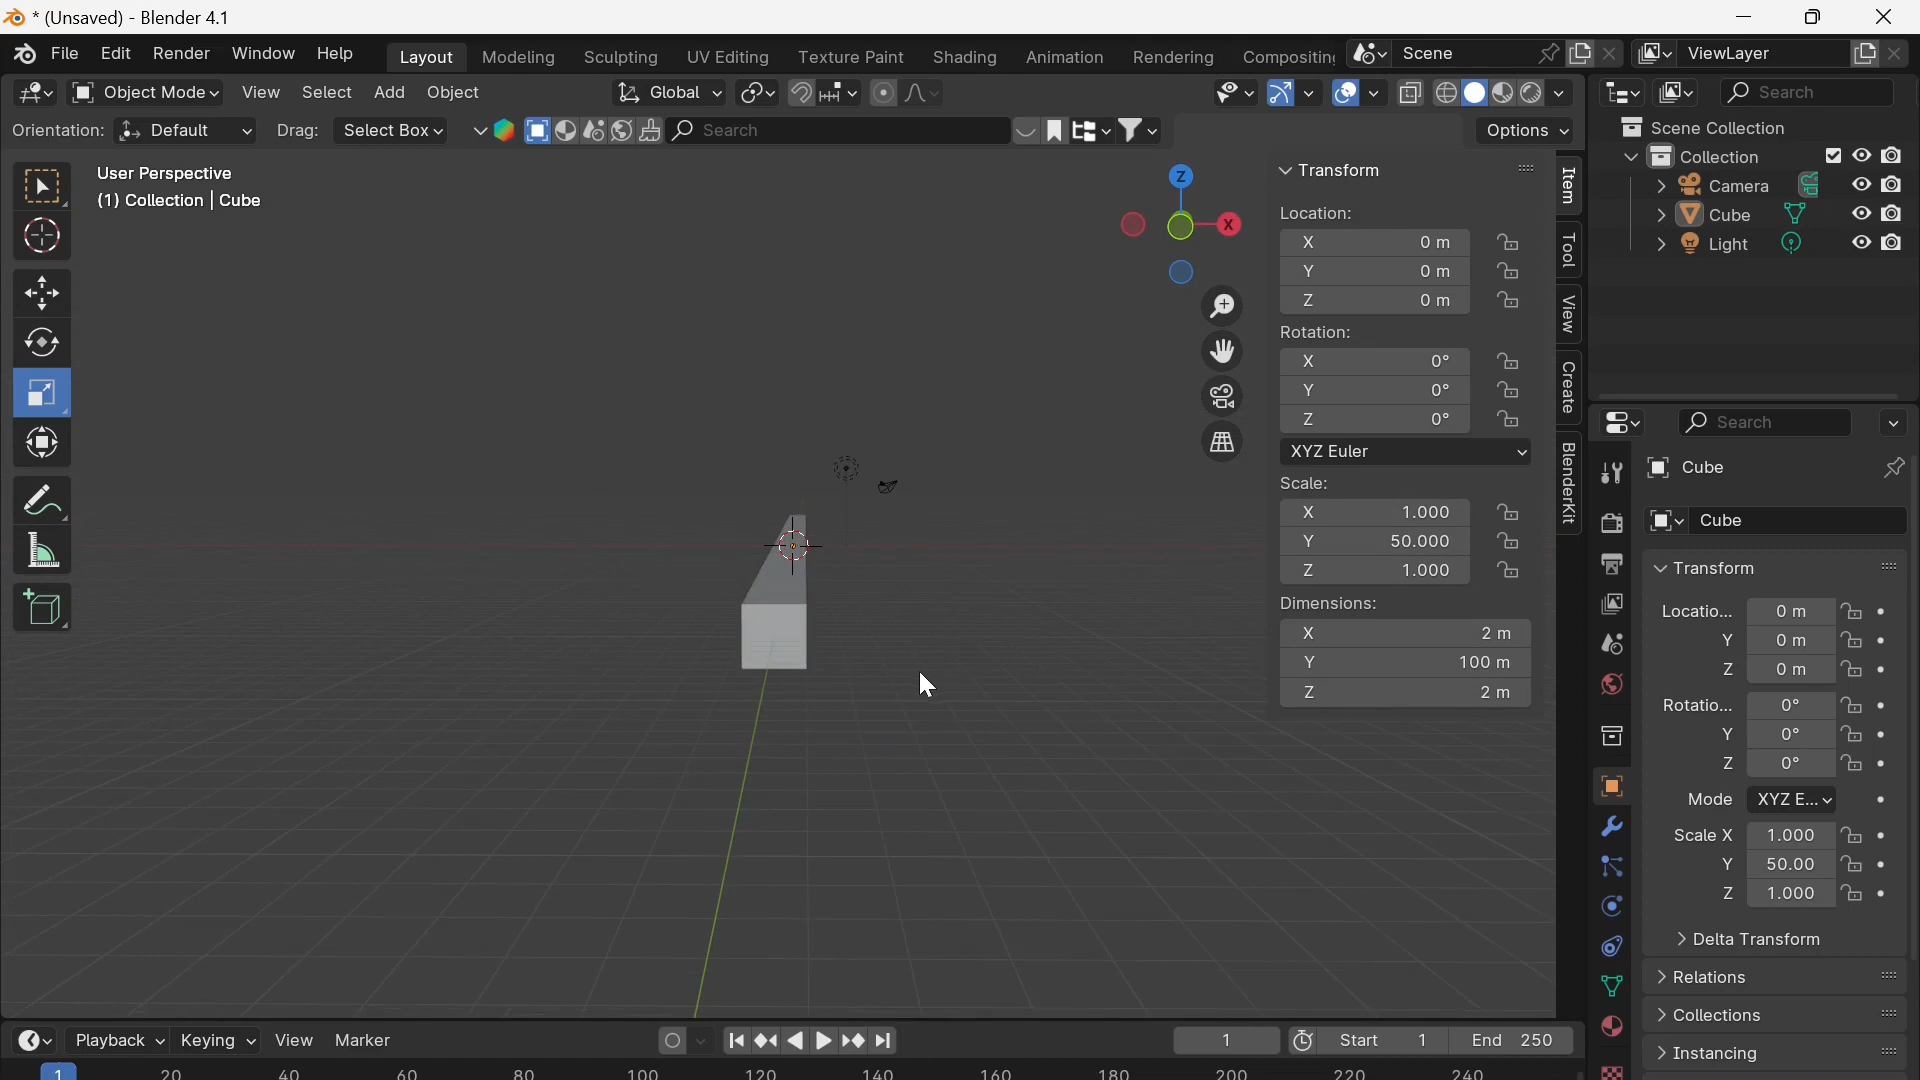 * (Unsaved) - Blender 4.1
File Edit Render Window Help Layout Modeling Sculpting UV Editing Texture Paint Shading Animation Rendering Compositing Scene ViewLayer
Object Mode View Select Add Object Global Search
Orientation: Default Drag: Select Box Search Options
User Perspective
(1) Collection | Cube
Z
X
Transform
Location:
X 0 m
Y 0 m
Z 0 m
Rotation:
X 0°
Y 0°
Z 0°
XYZ Euler
Scale:
X 1.000
Y 50.000
Z 1.000
Dimensions:
X 2 m
Y 100 m
Z 2 m
Item
Tool
View
Create
BlenderKit
Scene Collection
Collection
Camera
Cube
Light
Search
Cube
Cube
Transform
Locatio... 0 m
Y 0 m
Z 0 m
Rotatio... 0°
Y 0°
Z 0°
Mode XYZ E...
Scale X 1.000
Y 50.00
Z 1.000
Delta Transform
Relations
Collections
Instancing
Playback Keying View Marker 1 Start 1 End 250
1 20 40 60 80 100 120 140 160 180 200 220 240